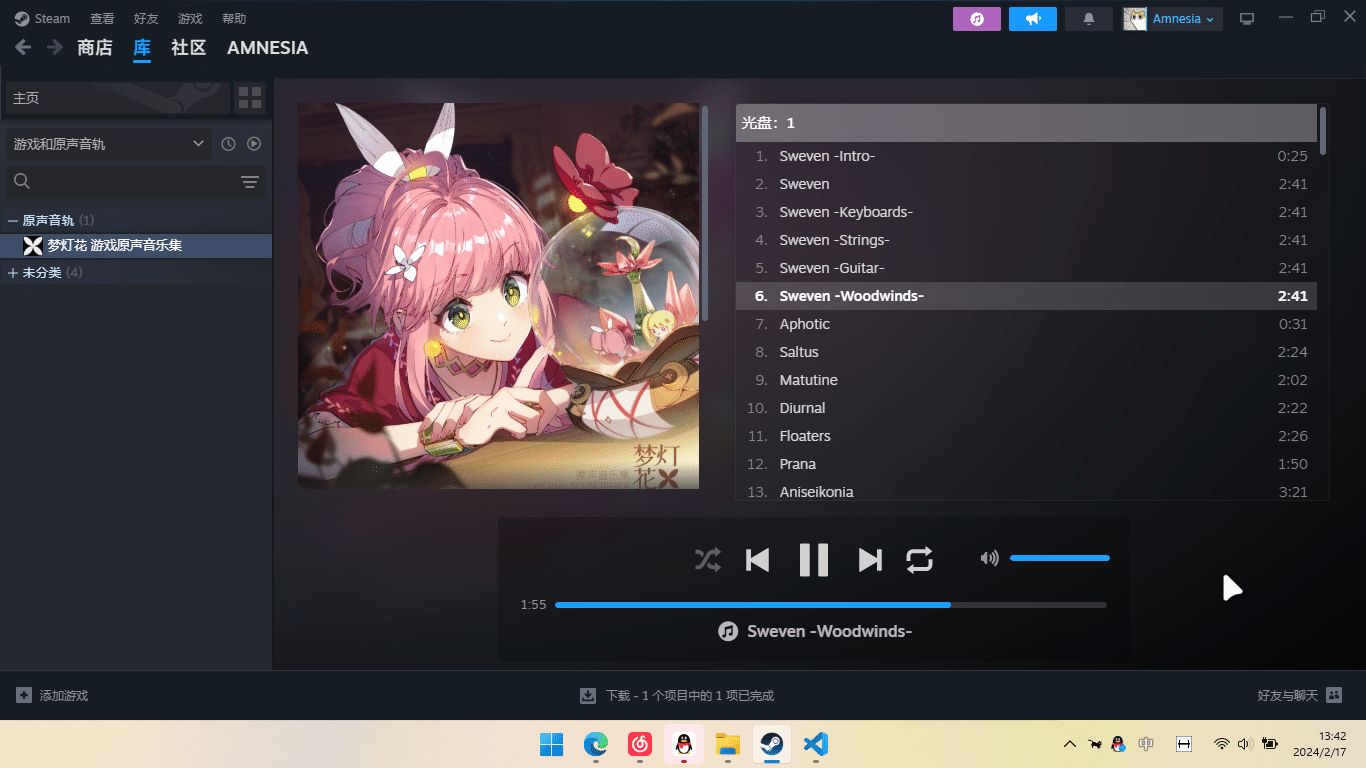 Steam 查看 好友 游戏 帮助
Amnesia
商店 库 社区 AMNESIA
主页
游戏和原声音轨
原声音轨 (1)
梦灯花 游戏原声音乐集
未分类 (4)
梦灯
花
原声音乐集
光盘：1
1. Sweven -Intro- 0:25
2. Sweven 2:41
3. Sweven -Keyboards- 2:41
4. Sweven -Strings- 2:41
5. Sweven -Guitar- 2:41
6. Sweven -Woodwinds- 2:41
7. Aphotic 0:31
8. Saltus 2:24
9. Matutine 2:02
10. Diurnal 2:22
11. Floaters 2:26
12. Prana 1:50
13. Aniseikonia 3:21
1:55
Sweven -Woodwinds-
添加游戏
下载 - 1 个项目中的 1 项已完成
好友与聊天
中
13:42
2024/2/17